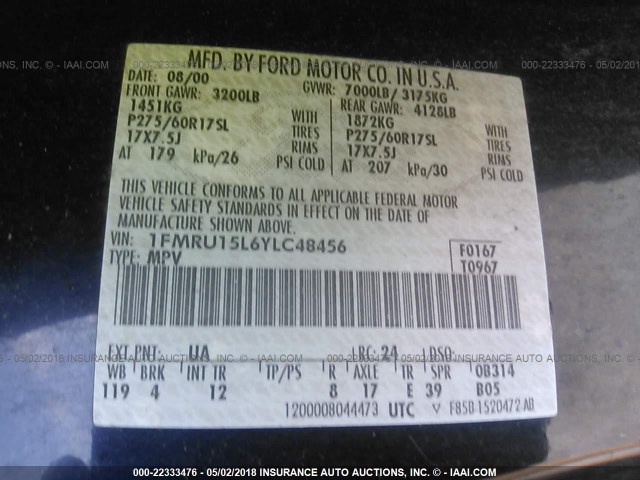 000-22333476 - 05/02/2018 INSURANCE AUTO AUCTIONS, INC. - IAAI.COM
MFD. BY FORD MOTOR CO. IN U.S.A.
DATE: 08/00 GVWR: 7000LB/ 3175KG
FRONT GAWR: 3200LB REAR GAWR: 4128LB
1451KG WITH 1872KG WITH
P275/60R17SL TIRES P275/60R17SL TIRES
17X7.5J RIMS 17X7.5J RIMS
AT 179 kPa/26 PSI COLD AT 207 kPa/30 PSI COLD
THIS VEHICLE CONFORMS TO ALL APPLICABLE FEDERAL MOTOR
VEHICLE SAFETY STANDARDS IN EFFECT ON THE DATE OF
MANUFACTURE SHOWN ABOVE.
VIN: 1FMRU15L6YLC48456 F0167
TYPE: MPV T0967
EXT PNT: UA RC: 24 DSO:
WB BRK INT TR TP/PS R AXLE TR SPR 08314
119 4 12 8 17 E 39 B05
1200008044473 UTC V F85B 1520472 AB
000-22333476 - 05/02/2018 INSURANCE AUTO AUCTIONS, INC. - IAAI.COM